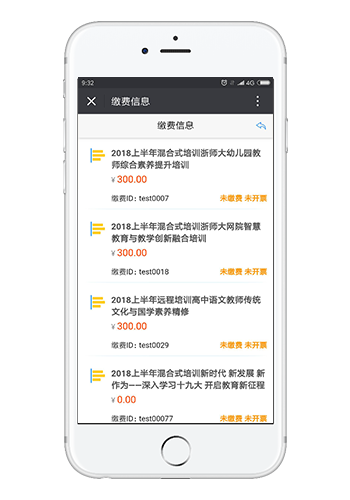 9:32
4G
缴费信息
缴费信息
2018上半年混合式培训浙师大幼儿园教
师综合素养提升培训
¥ 300.00
缴费ID: test0007 未缴费 未开票
2018上半年混合式培训浙师大网院智慧
教育与教学创新融合培训
¥ 300.00
缴费ID: test0018 未缴费 未开票
2018上半年远程培训高中语文教师传统
文化与国学素养精修
¥ 300.00
缴费ID: test0029 未缴费 未开票
2018上半年混合式培训新时代 新发展 新
作为——深入学习十九大 开启教育新征程
¥ 0.00
缴费ID: test00077 未缴费 未开票